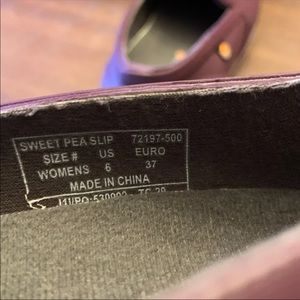 SWEET PEA SLIP 72197-500
SIZE # US EURO
WOMENS 6 37
MADE IN CHINA